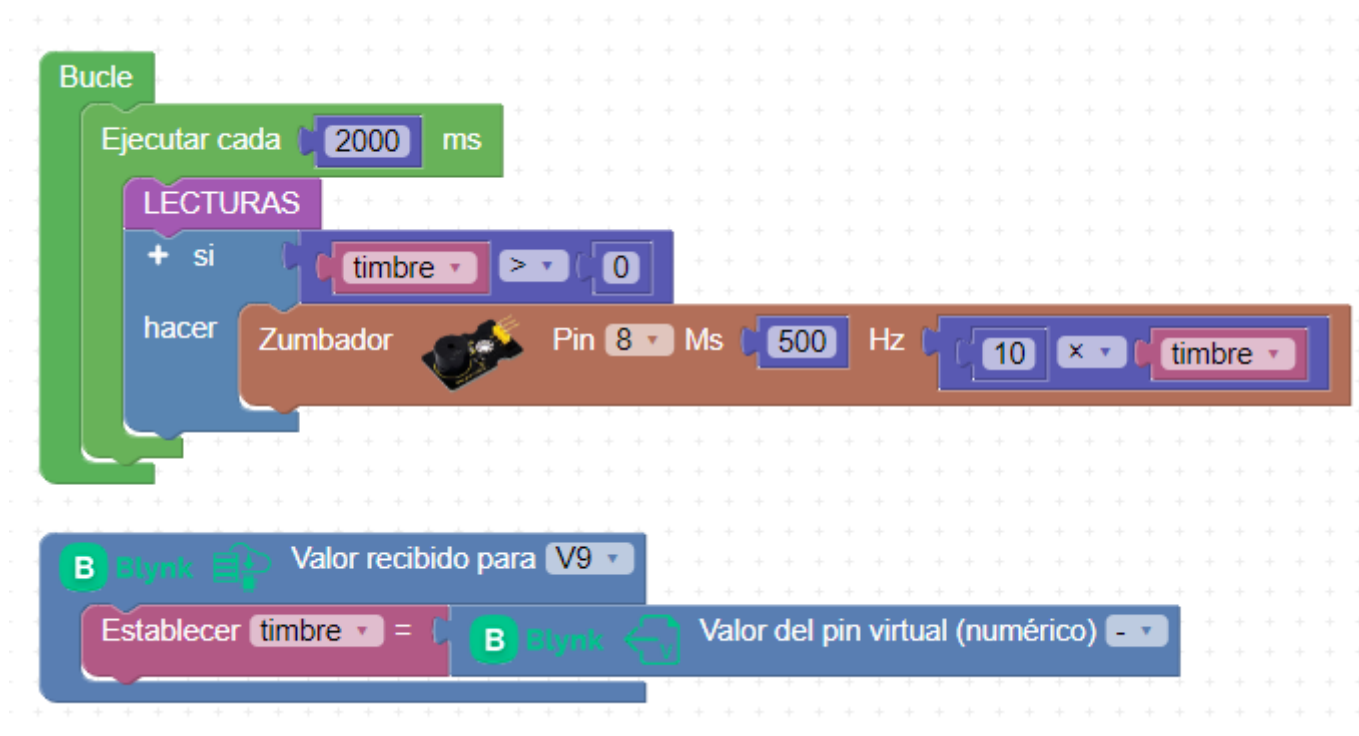 Bucle
Ejecutar cada 2000 ms
LECTURAS
+ si timbre > 0
hacer Zumbador Pin 8 Ms 500 Hz 10 × timbre
B Blynk Valor recibido para V9
Establecer timbre = B Blynk V Valor del pin virtual (numérico) -